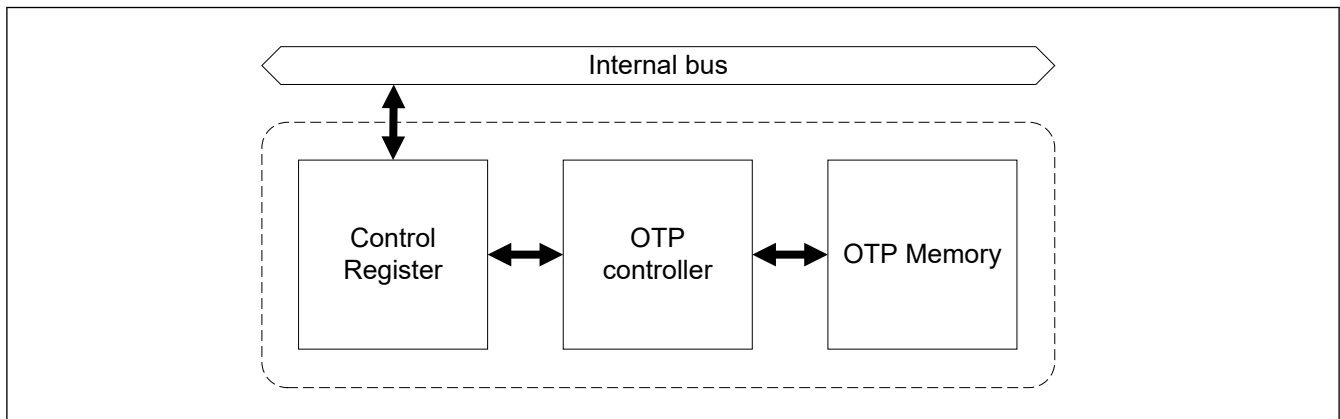 Internal bus
Control
Register
OTP
controller
OTP Memory